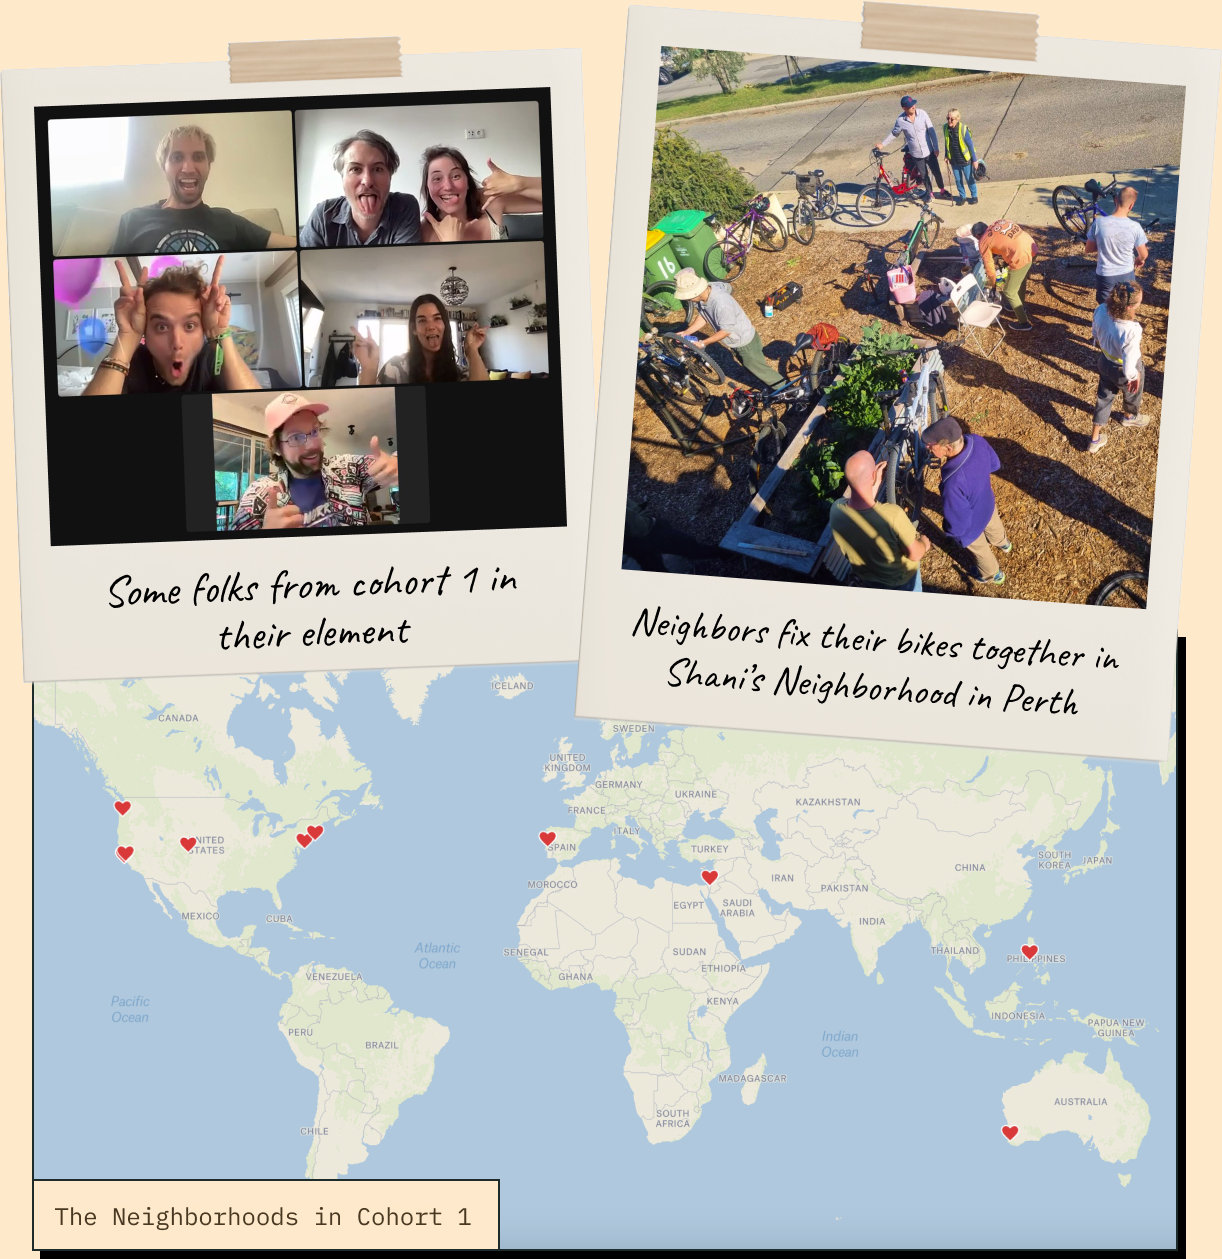 Some folks from cohort 1 in
their element
16
Neighbors fix their bikes together in
Shani's Neighborhood in Perth
ICELAND
CANADA
SWEDEN
UNITED
KINGDOM
GERMANY
UKRAINE
KAZAKHSTAN
FRANCE
ITALY
SPAIN
TURKEY
UNITED
STATES
CHINA
SOUTH
KOREA
JAPAN
IRAN
MOROCCO
PAKISTAN
EGYPT
SAUDI
ARABIA
MEXICO
CUBA
INDIA
Atlantic
Ocean
SENEGAL
SUDAN
THAILAND
PHILIPPINES
VENEZUELA
GHANA
ETHIOPIA
Pacific
Ocean
KENYA
INDONESIA
PAPUA NEW
GUINEA
PERU
BRAZIL
Indian
Ocean
MADAGASCAR
AUSTRALIA
SOUTH
AFRICA
CHILE
The Neighborhoods in Cohort 1